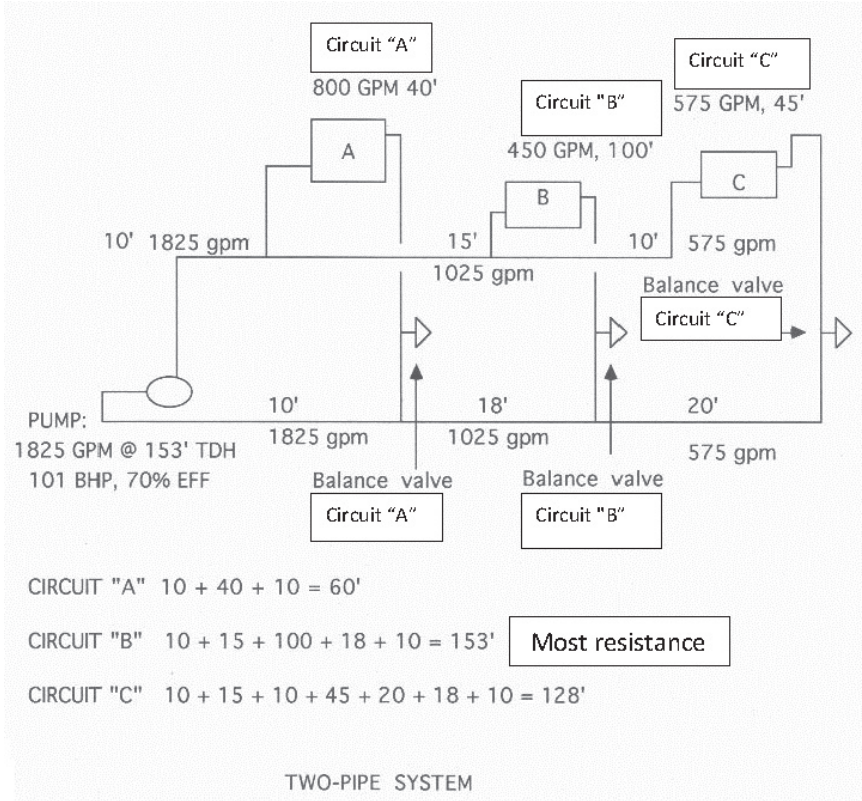 Circuit “A”
800 GPM 40'
Circuit "B"
450 GPM, 100'
Circuit “C”
575 GPM, 45'
A
B
C
10' 1825 gpm
15'
1025 gpm
10' 575 gpm
Balance valve
Circuit “C”
PUMP:
1825 GPM @ 153' TDH
101 BHP, 70% EFF
10'
1825 gpm
18'
1025 gpm
20'
575 gpm
Balance valve
Circuit “A”
Balance valve
Circuit "B"
CIRCUIT "A" 10 + 40 + 10 = 60'
CIRCUIT "B" 10 + 15 + 100 + 18 + 10 = 153' Most resistance
CIRCUIT "C" 10 + 15 + 10 + 45 + 20 + 18 + 10 = 128'
TWO-PIPE SYSTEM